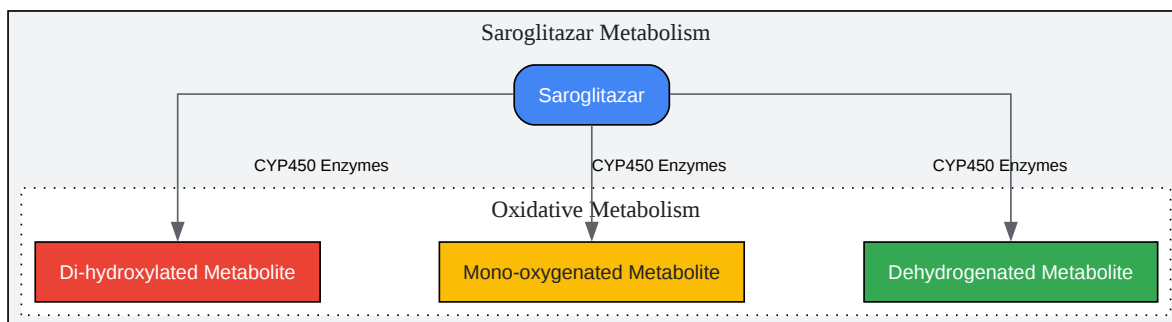 Saroglitazar Metabolism
Saroglitazar
CYP450 Enzymes
CYP450 Enzymes
CYP450 Enzymes
Oxidative Metabolism
Di-hydroxylated Metabolite
Mono-oxygenated Metabolite
Dehydrogenated Metabolite